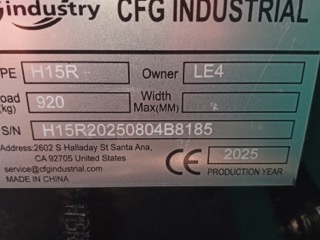 industry CFG INDUSTRIAL
PE H15R Owner LE4
oad (kg) 920 Width Max(MM)
S/N H15R20250804B8185
Address:2602 S Halladay St Santa Ana,
CA 92705 United States
service@cfgindustrial.com
MADE IN CHINA
CE 2025
PRODUCTION YEAR